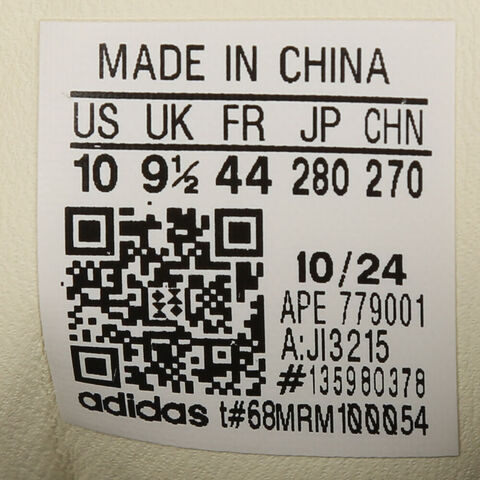 MADE IN CHINA
US UK FR JP CHN
10 9½ 44 280 270
10/24
APE 779001
A:JI3215
#135980378
adidas t#68MRM100054